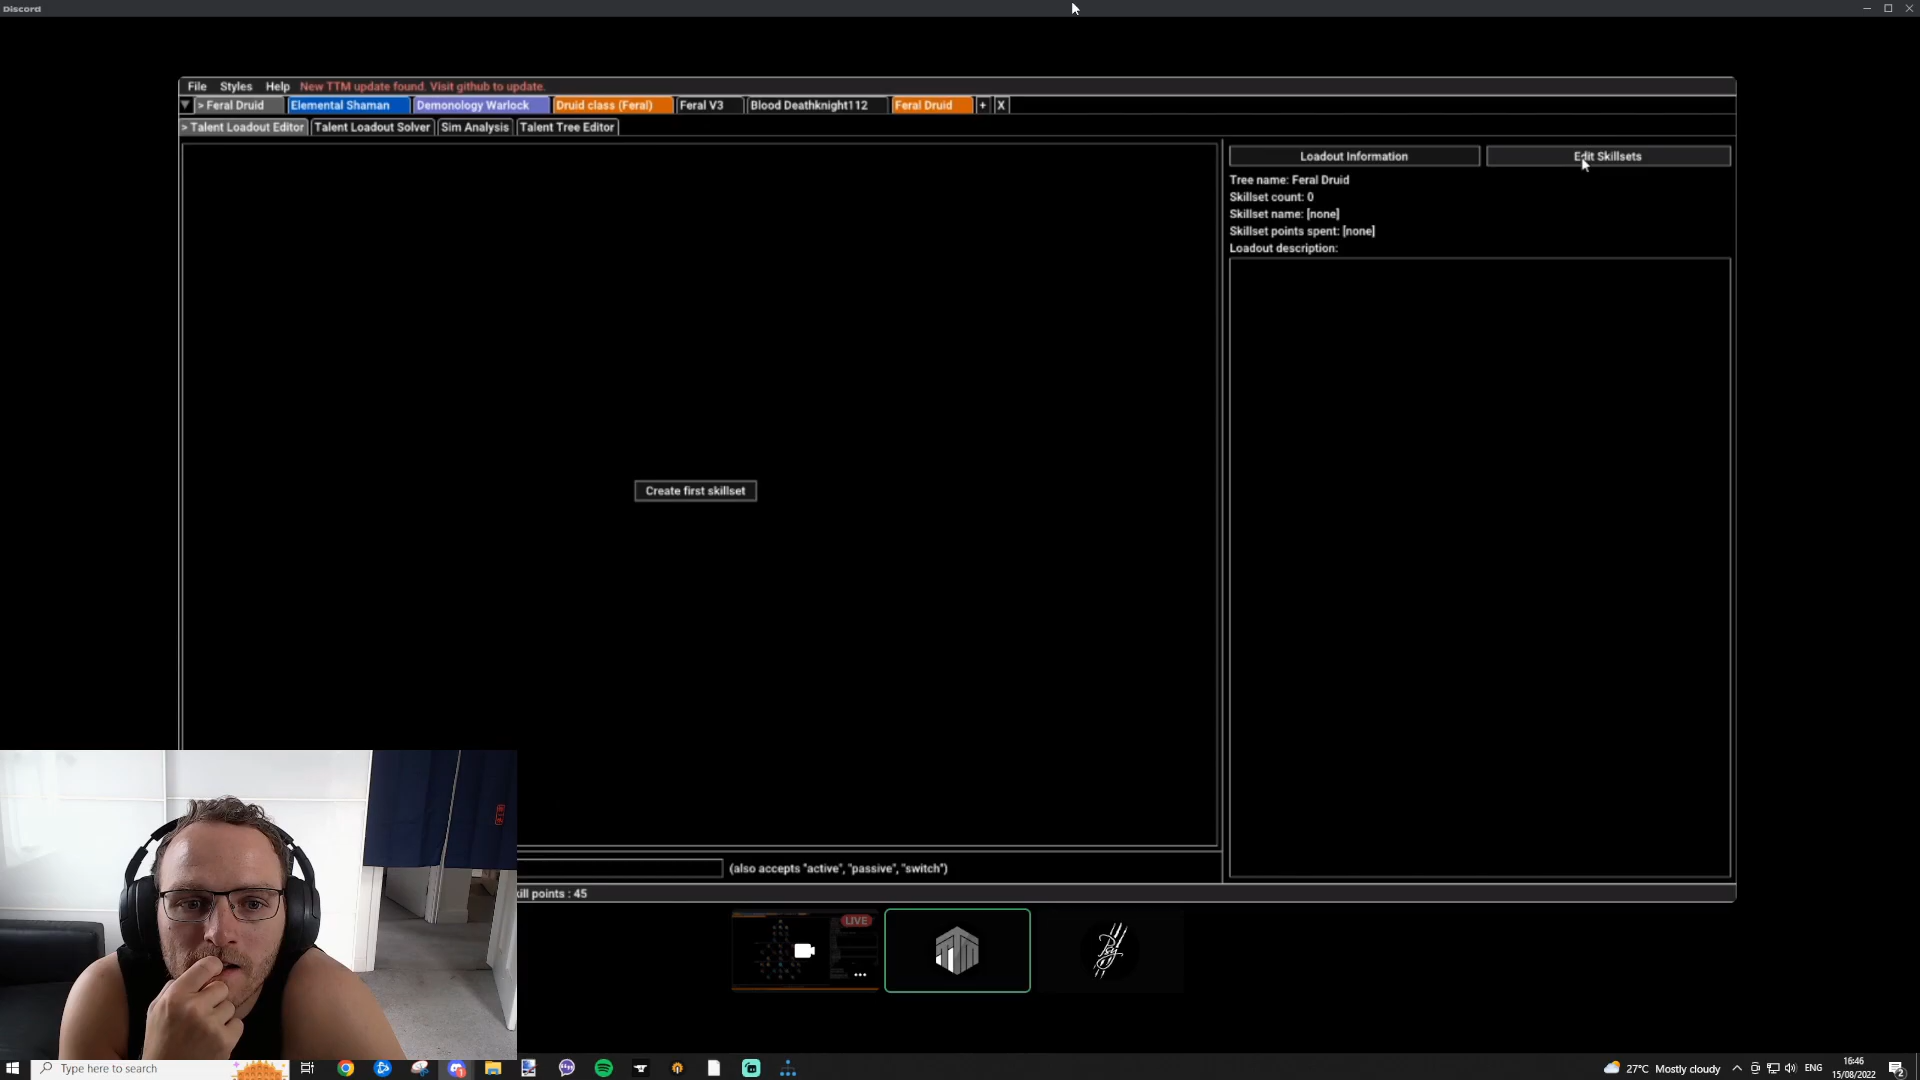 Discord
File Styles Help New TTM update found. Visit github to update.
> Feral Druid Elemental Shaman Demonology Warlock Druid class (Feral) Feral V3 Blood Deathknight112 Feral Druid + X
> Talent Loadout Editor Talent Loadout Solver Sim Analysis Talent Tree Editor
Loadout Information Edit Skillsets
Tree name: Feral Druid
Skillset count: 0
Skillset name: [none]
Skillset points spent: [none]
Loadout description:
Create first skillset
(also accepts "active", "passive", "switch")
kill points : 45
LIVE
Type here to search
27°C Mostly cloudy
ENG
16:46
15/08/2022
2